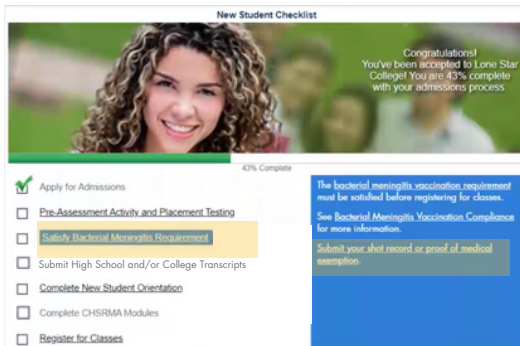 New Student Checklist
Congratulations!
You've been accepted to Lone Star
College! You are 43% complete
with your admissions process
43% Complete
Apply for Admissions
Pre-Assessment Activity and Placement Testing
Satisfy Bacterial Meningitis Requirement
Submit High School and/or College Transcripts
Complete New Student Orientation
Complete CHSRMA Modules
Register for Classes
The bacterial meningitis vaccination requirement
must be satisfied before registering for classes.
See Bacterial Meningitis Vaccination Compliance
for more information.
Submit your shot record or proof of medical
exemption.